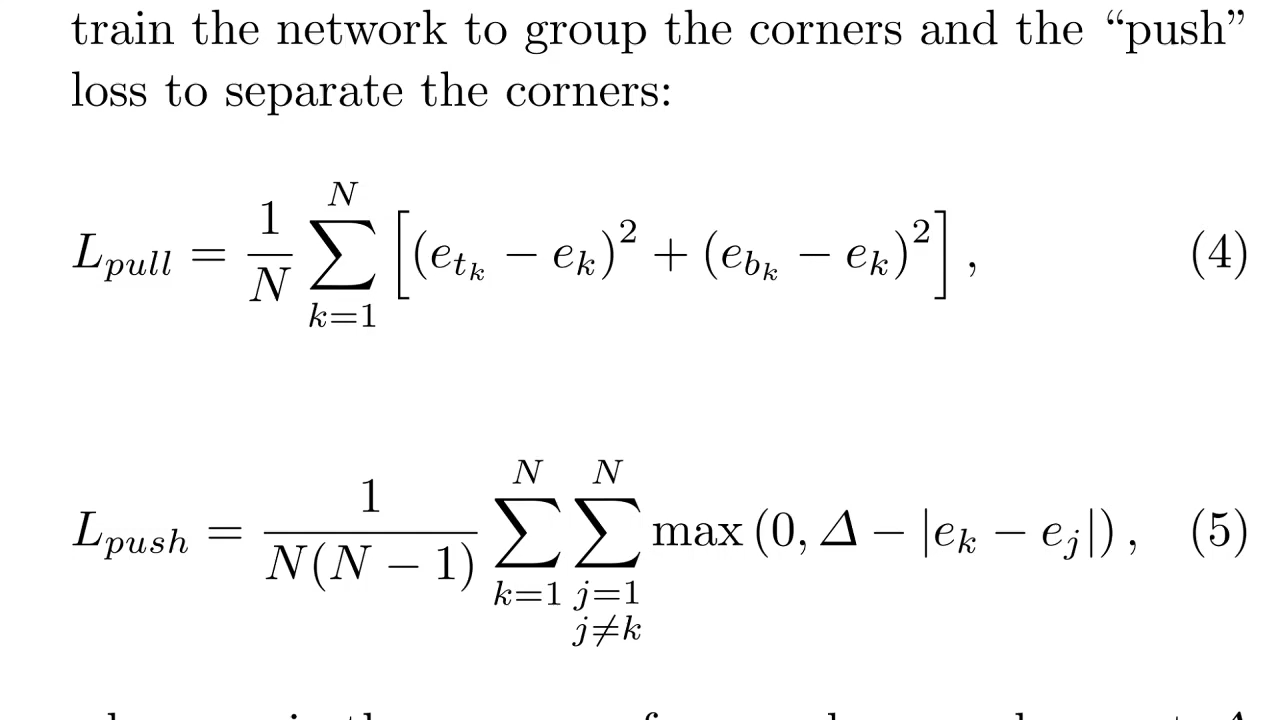 train the network to group the corners and the “push”
loss to separate the corners:
L_{pull} = \frac{1}{N} \sum_{k=1}^{N} \left[ (e_{t_k} - e_k)^2 + (e_{b_k} - e_k)^2 \right], (4)
L_{push} = \frac{1}{N(N-1)} \sum_{k=1}^{N} \sum_{\substack{j=1 \\ j \neq k}}^{N} \max (0, \Delta - |e_k - e_j|), (5)